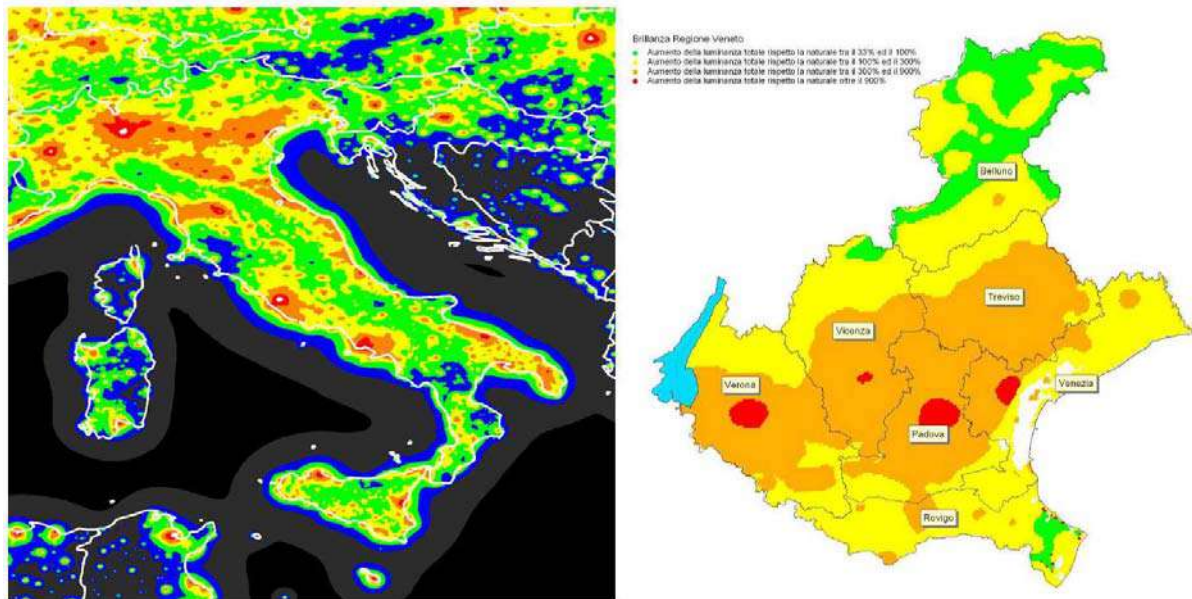 Brillanza Regione Veneto
Aumento della luminanza totale rispetto la naturale tra il 33% ed il 100%
Aumento della luminanza totale rispetto la naturale tra il 100% ed il 300%
Aumento della luminanza totale rispetto la naturale tra il 300% ed il 900%
Aumento della luminanza totale rispetto la naturale oltre il 900%
Belluno
Treviso
Vicenza
Verona
Venezia
Padova
Rovigo